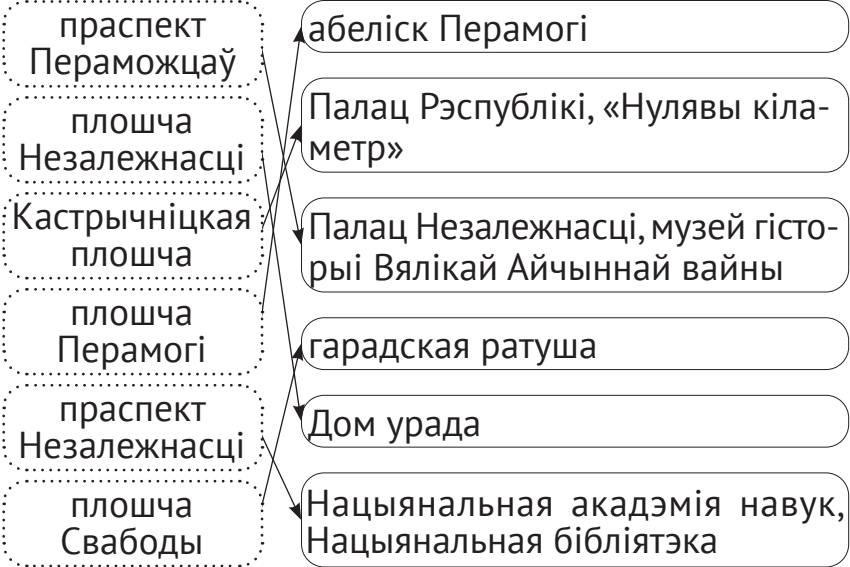 праспект
Пераможцаў
плошча
Незалежнасці
Кастрычніцкая
плошча
плошча
Перамогі
праспект
Незалежнасці
плошча
Свабоды
абеліск Перамогі
Палац Рэспублікі, «Нулявы кіла-
метр»
Палац Незалежнасці, музей гісто-
рыі Вялікай Айчыннай вайны
гарадская ратуша
Дом урада
Нацыянальная акадэмія навук,
Нацыянальная бібліятэка